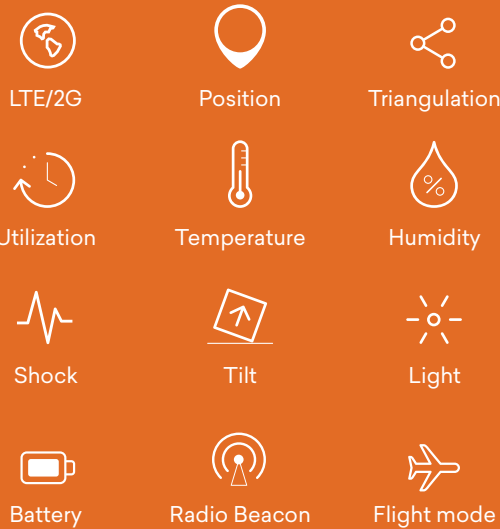 LTE/2G Position Triangulation
Utilization Temperature Humidity
%
Shock Tilt Light
Battery Radio Beacon Flight mode